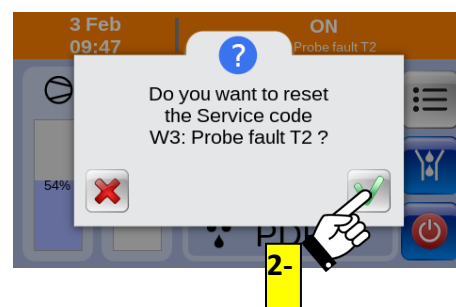 3 Feb
ON
09:47
Probe fault T2
?
Do you want to reset
the Service code
W3: Probe fault T2 ?
54%
2-